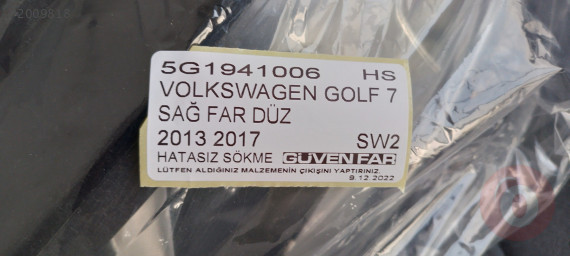 2009818
5G1941006 HS
VOLKSWAGEN GOLF 7
SAĞ FAR DÜZ
2013 2017 SW2
HATASIZ SÖKME GÜVEN FAR
LÜTFEN ALDIĞINIZ MALZEMENİN ÇIKIŞINI YAPTIRINIZ.
9.12.2022